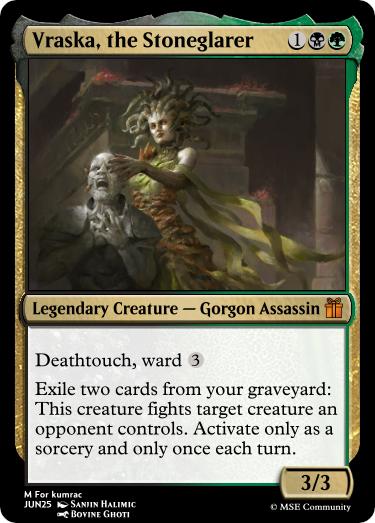 Vraska, the Stoneglarer 1
Legendary Creature — Gorgon Assassin
Deathtouch, ward 3
Exile two cards from your graveyard:
This creature fights target creature an
opponent controls. Activate only as a
sorcery and only once each turn.
3/3
M For kumrac
JUN25 Sanjin Halimic © MSE Community
Bovine Ghoti